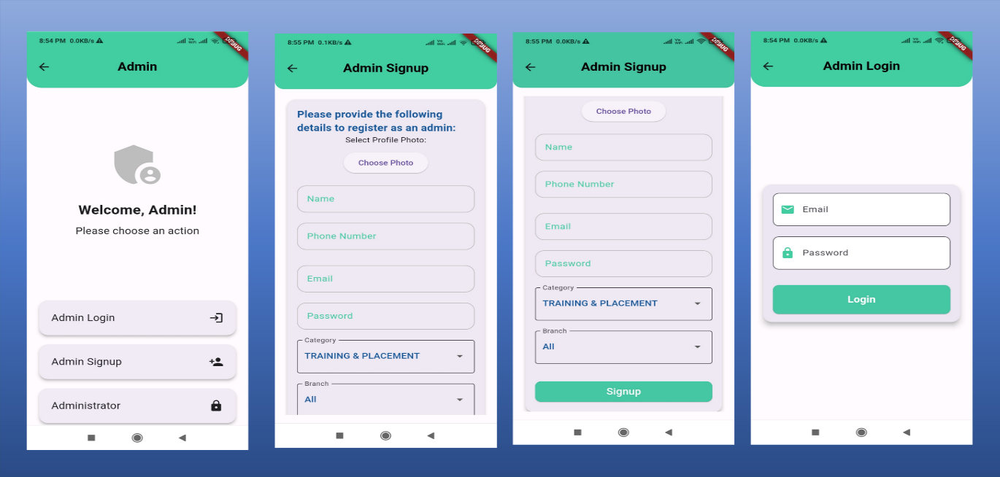 8:54 PM 0.0KB/s
DEBUG
Admin
Welcome, Admin!
Please choose an action
Admin Login
Admin Signup
Administrator
8:55 PM 0.1KB/s
DEBUG
Admin Signup
Please provide the following
details to register as an admin:
Select Profile Photo:
Choose Photo
Name
Phone Number
Email
Password
Category
TRAINING & PLACEMENT
Branch
All
8:55 PM 0.0KB/s
DEBUG
Admin Signup
Choose Photo
Name
Phone Number
Email
Password
Category
TRAINING & PLACEMENT
Branch
All
Signup
8:54 PM 0.0KB/s
DEBUG
Admin Login
Email
Password
Login